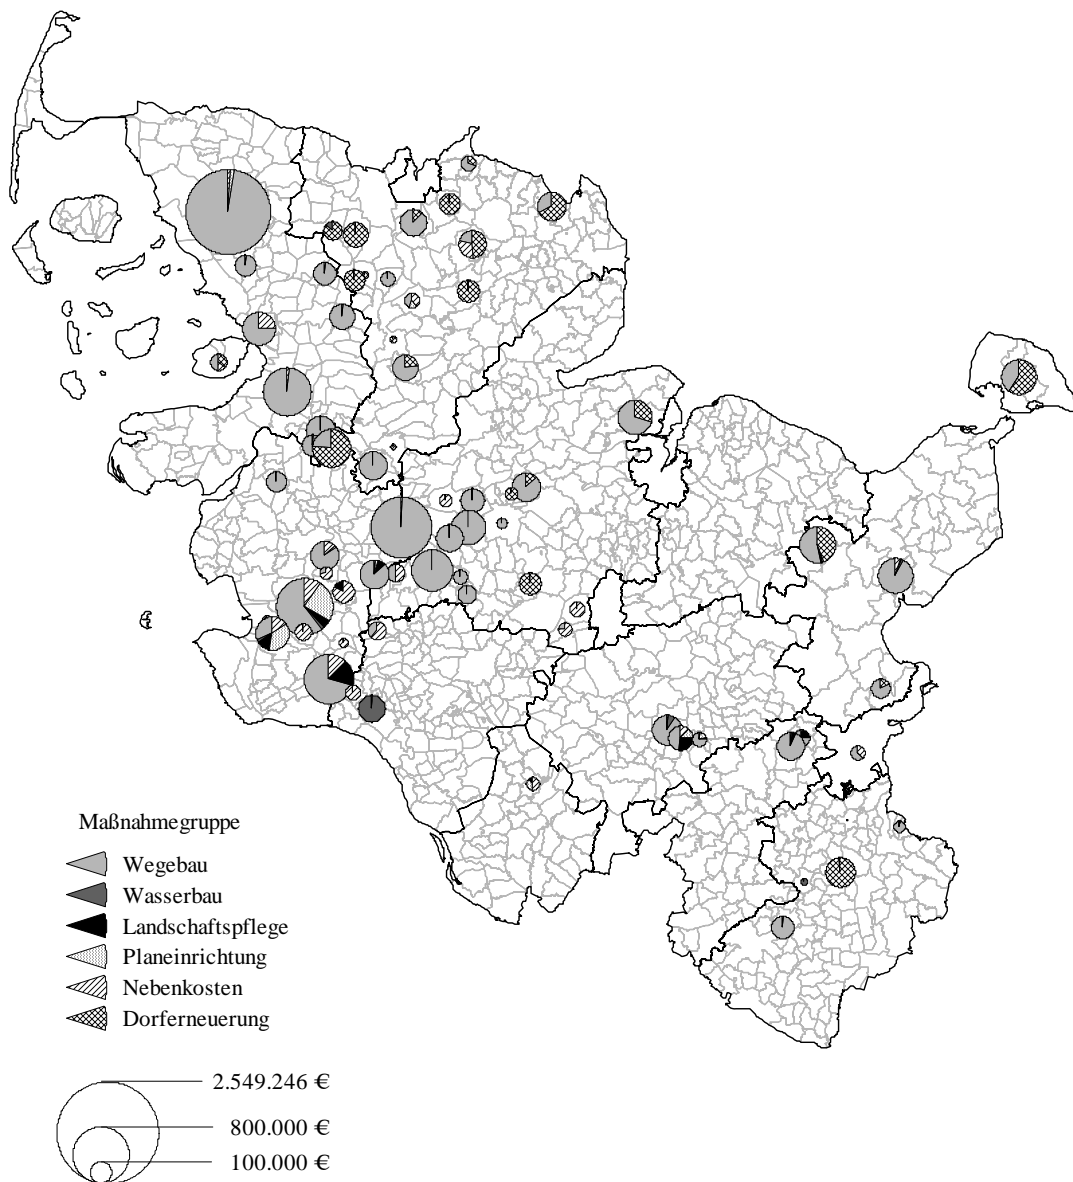 Maßnahmegruppe
Wegebau
Wasserbau
Landschaftspflege
Planeinrichtung
Nebenkosten
Dorferneuerung
2.549.246 €
800.000 €
100.000 €